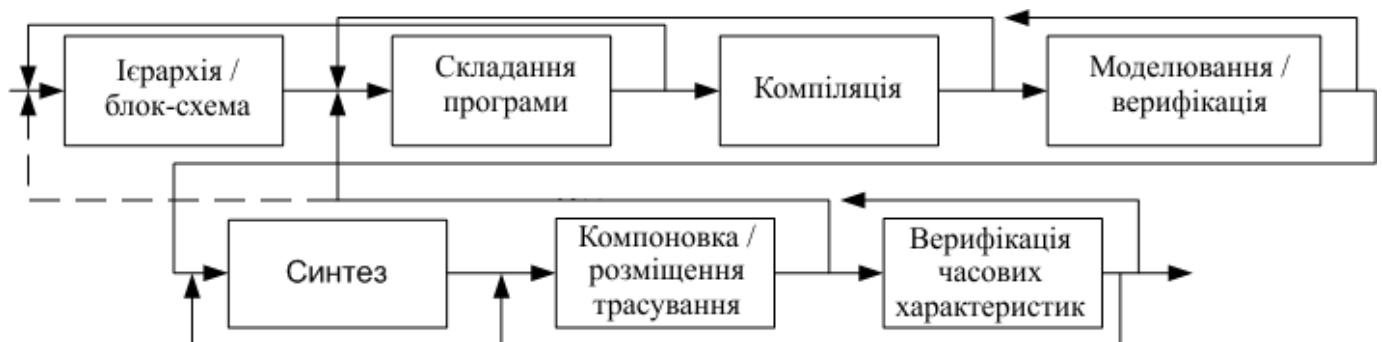 Ієрархія /
блок-схема
Складання
програми
Компіляція
Моделювання /
верифікація
Синтез
Компоновка /
розміщення
трасування
Верифікація
часових
характеристик